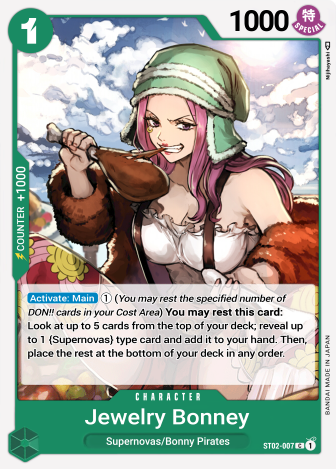 1
1000
特
SPECIAL
Nijihayashi
COUNTER +1000
Activate: Main ① (You may rest the specified number of
DON!! cards in your Cost Area) You may rest this card:
Look at up to 5 cards from the top of your deck; reveal up
to 1 {Supernovas} type card and add it to your hand. Then,
place the rest at the bottom of your deck in any order.
BANDAI MADE IN JAPAN
CHARACTER
Jewelry Bonney
Supernovas/Bonny Pirates
ST02-007 C 1